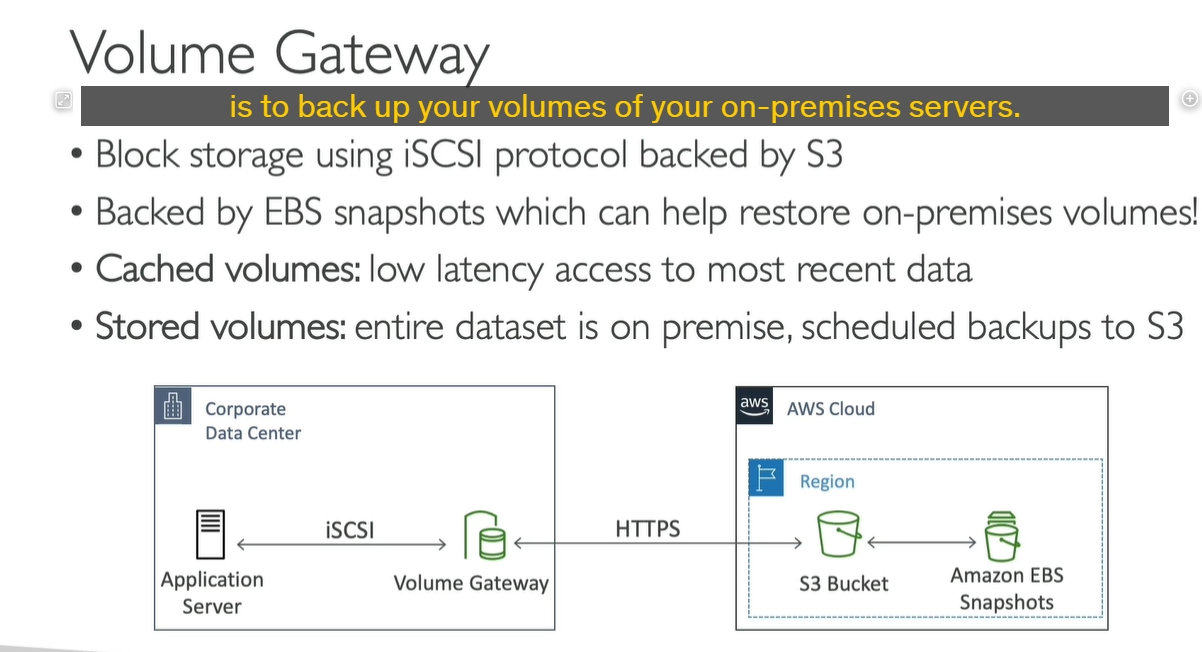 Volume Gateway
is to back up your volumes of your on-premises servers.
• Block storage using iSCSI protocol backed by S3
• Backed by EBS snapshots which can help restore on-premises volumes!
• Cached volumes: low latency access to most recent data
• Stored volumes: entire dataset is on premise, scheduled backups to S3
Corporate
Data Center
iSCSI
Application
Server
Volume Gateway
HTTPS
aws
AWS Cloud
Region
S3 Bucket
Amazon EBS
Snapshots